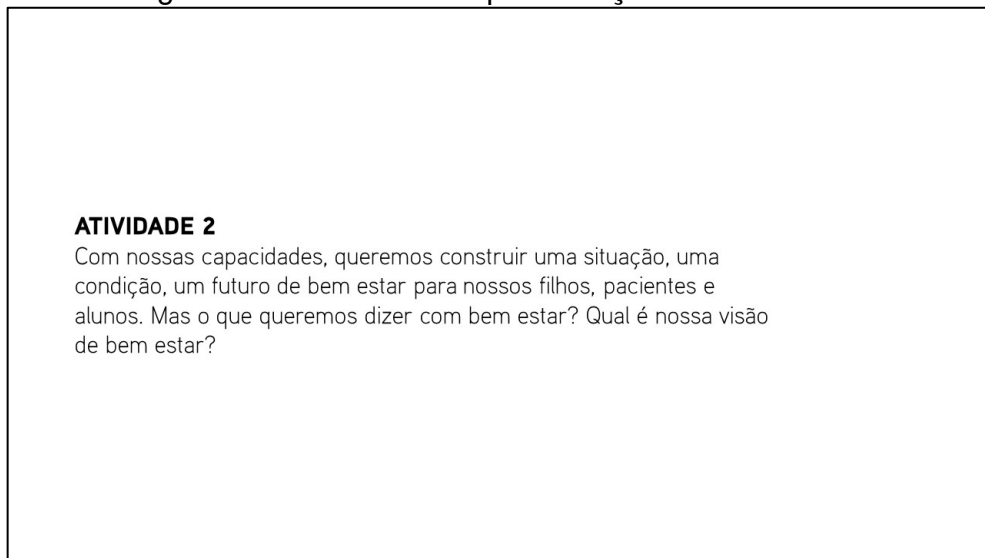 ATIVIDADE 2
Com nossas capacidades, queremos construir uma situação, uma
condição, um futuro de bem estar para nossos filhos, pacientes e
alunos. Mas o que queremos dizer com bem estar? Qual é nossa visão
de bem estar?